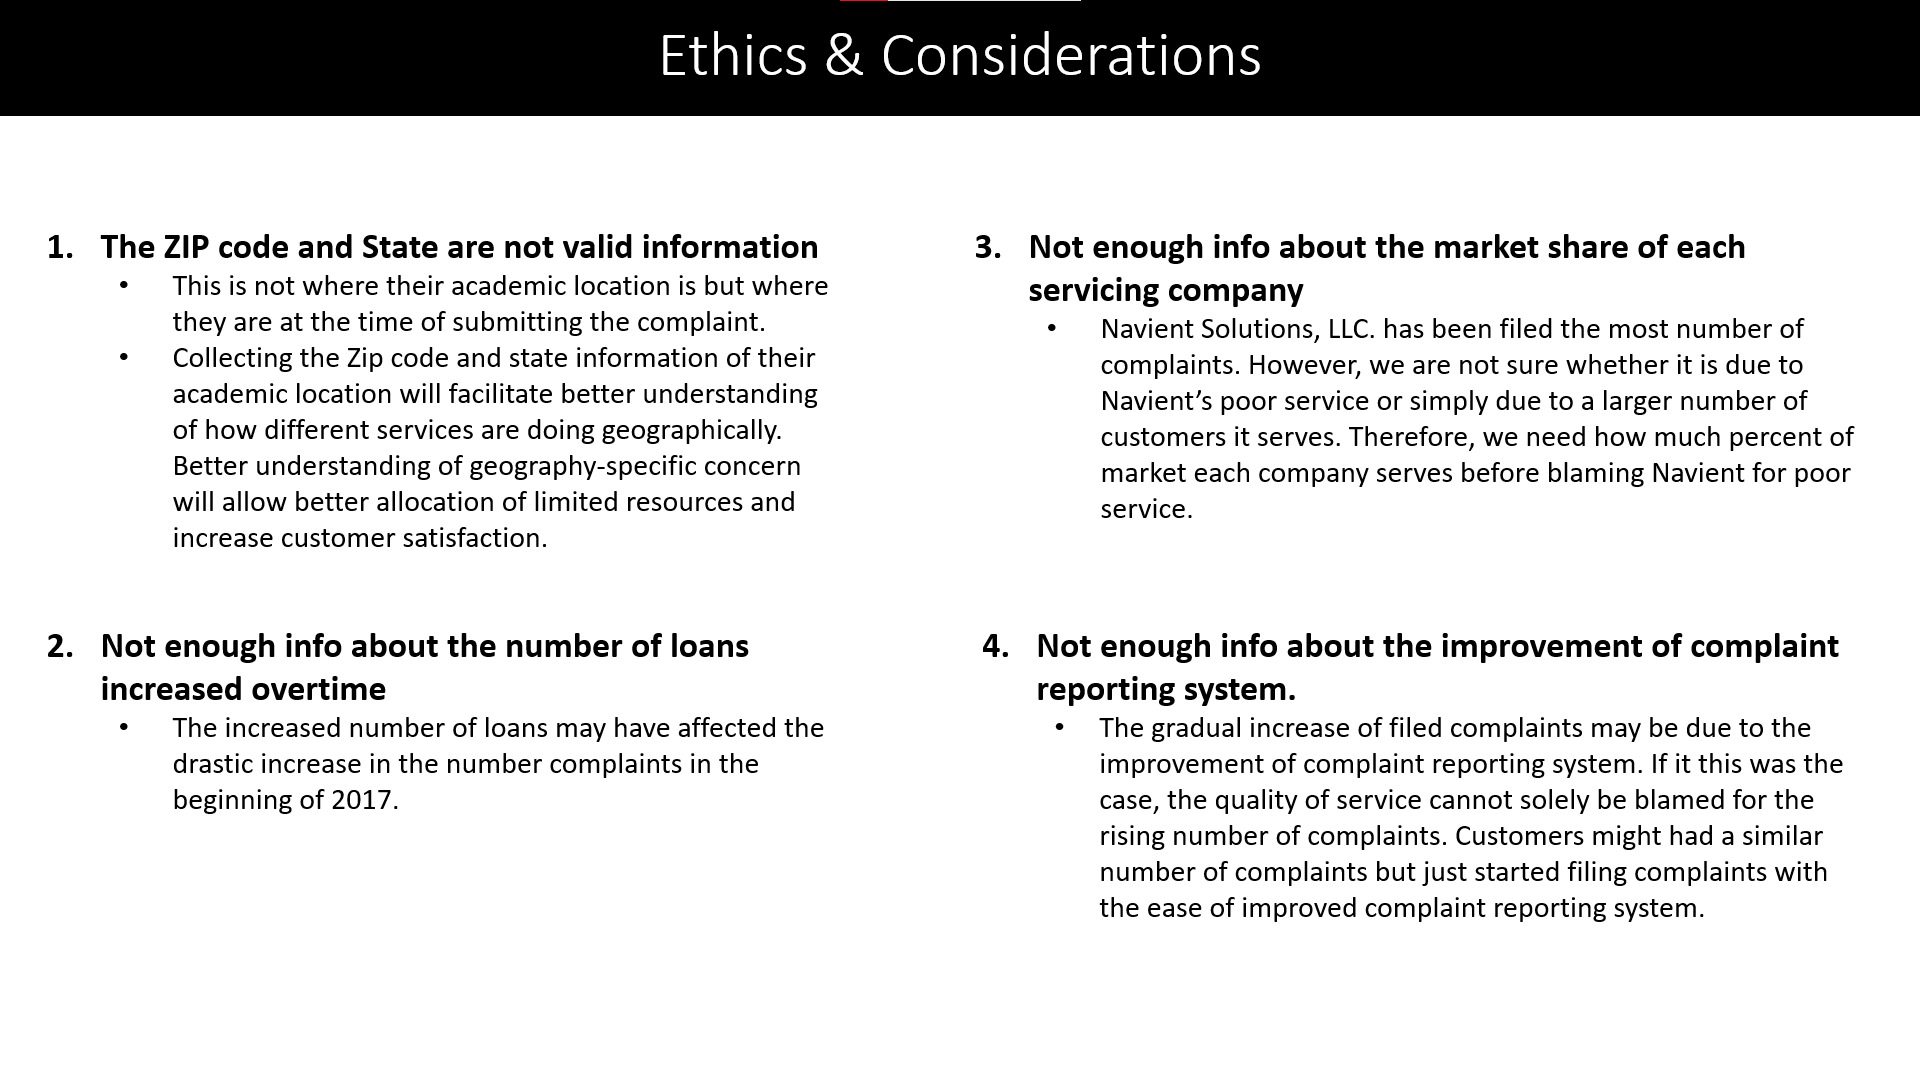 Ethics & Considerations
1. The ZIP code and State are not valid information
• This is not where their academic location is but where
they are at the time of submitting the complaint.
• Collecting the Zip code and state information of their
academic location will facilitate better understanding
of how different services are doing geographically.
Better understanding of geography-specific concern
will allow better allocation of limited resources and
increase customer satisfaction.
2. Not enough info about the number of loans
increased overtime
• The increased number of loans may have affected the
drastic increase in the number complaints in the
beginning of 2017.
3. Not enough info about the market share of each
servicing company
• Navient Solutions, LLC. has been filed the most number of
complaints. However, we are not sure whether it is due to
Navient’s poor service or simply due to a larger number of
customers it serves. Therefore, we need how much percent of
market each company serves before blaming Navient for poor
service.
4. Not enough info about the improvement of complaint
reporting system.
• The gradual increase of filed complaints may be due to the
improvement of complaint reporting system. If it this was the
case, the quality of service cannot solely be blamed for the
rising number of complaints. Customers might had a similar
number of complaints but just started filing complaints with
the ease of improved complaint reporting system.